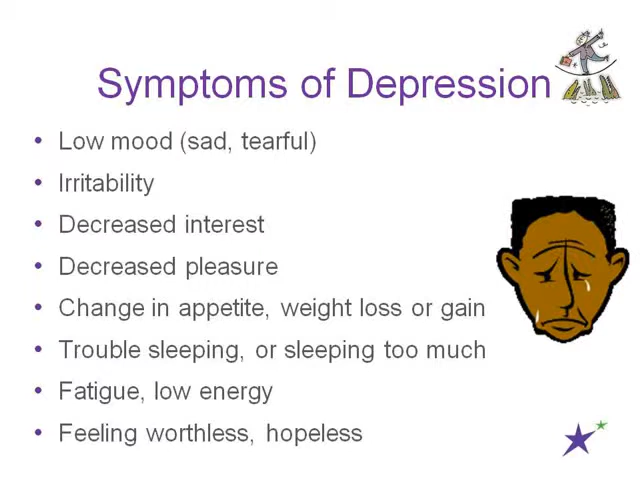 Symptoms of Depression
• Low mood (sad, tearful)
• Irritability
• Decreased interest
• Decreased pleasure
• Change in appetite, weight loss or gain
• Trouble sleeping, or sleeping too much
• Fatigue, low energy
• Feeling worthless, hopeless